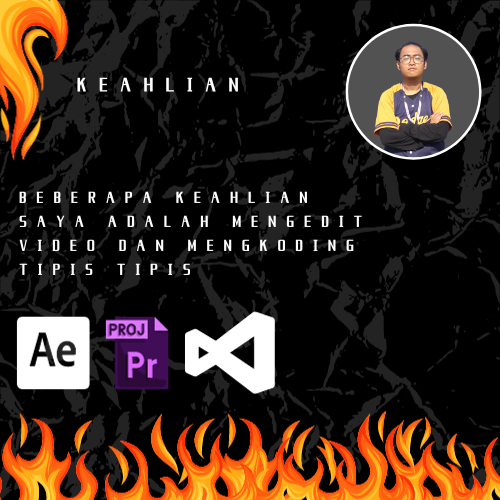 KEAHLIAN
BEBERAPA KEAHLIAN
SAYA ADALAH MENGEDIT
VIDEO DAN MENGKODING
TIPIS TIPIS
Ae
PROJ
Pr